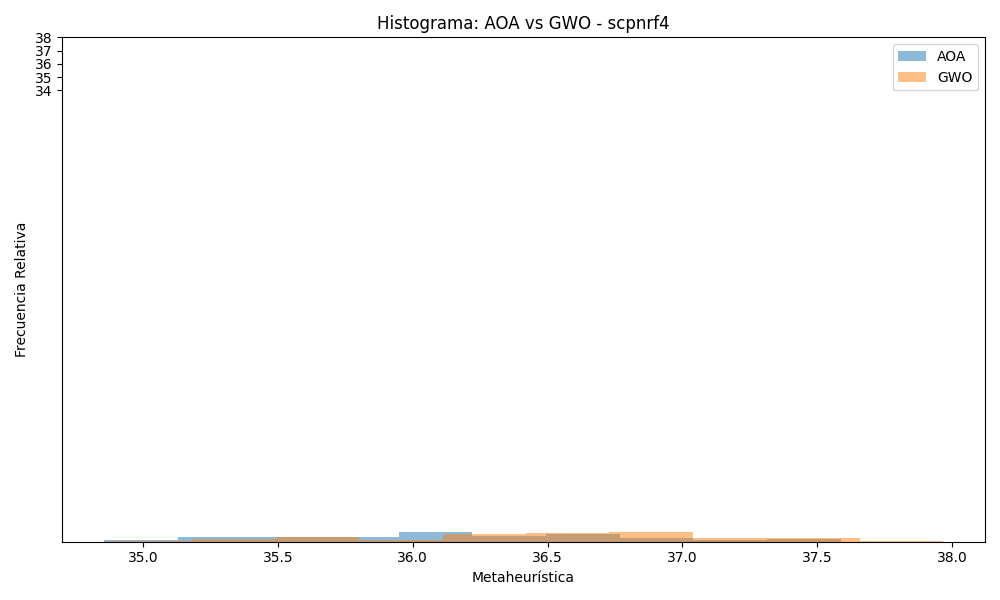 Histograma: AOA vs GWO - scpnrf4
38
37
36
35
34
AOA
GWO
Frecuencia Relativa
35.0 35.5 36.0 36.5 37.0 37.5 38.0
Metaheurística